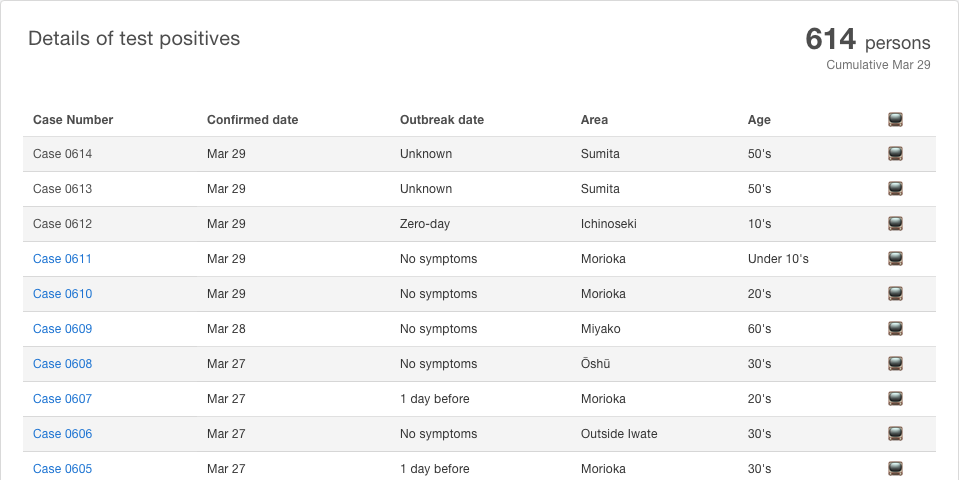 Details of test positives
614 persons
Cumulative Mar 29
Case Number Confirmed date Outbreak date Area Age
Case 0614 Mar 29 Unknown Sumita 50's
Case 0613 Mar 29 Unknown Sumita 50's
Case 0612 Mar 29 Zero-day Ichinoseki 10's
Case 0611 Mar 29 No symptoms Morioka Under 10's
Case 0610 Mar 29 No symptoms Morioka 20's
Case 0609 Mar 28 No symptoms Miyako 60's
Case 0608 Mar 27 No symptoms Ōshū 30's
Case 0607 Mar 27 1 day before Morioka 20's
Case 0606 Mar 27 No symptoms Outside Iwate 30's
Case 0605 Mar 27 1 day before Morioka 30's